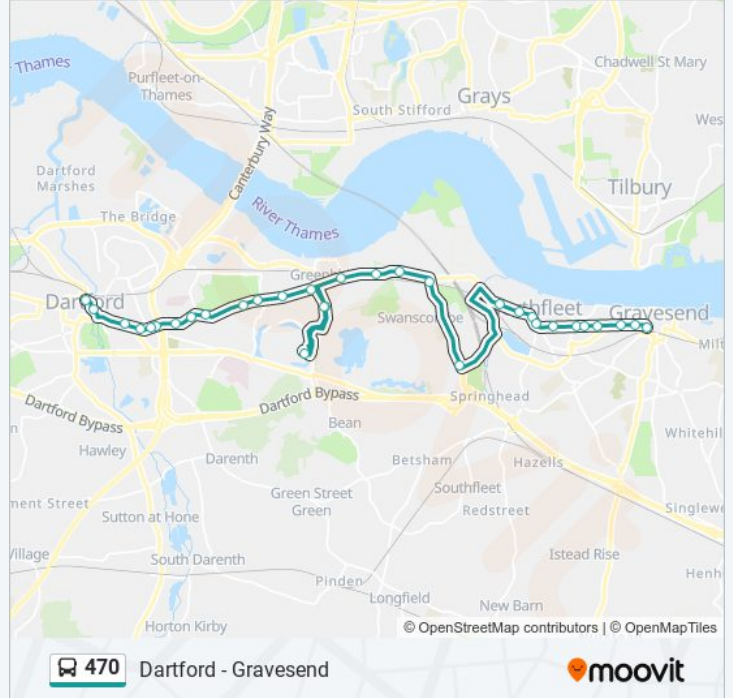 Thames
Purfleet-on-
Thames
Chadwell St Mary
Grays
South Stifford
Canterbury Way
Wes
Dartford
Marshes
Tilbury
The Bridge
River Thames
Greenh
Dartford
Swanscombe
thfleet
Gravesend
Milt
Springhead
Dartford Bypass
Dartford Bypass
Bean
Hawley
Darenth
Betsham
Hazells
Whitehil
Southfleet
Green Street
Green
Redstreet
ment Street
Sutton at Hone
Singlewe
Village
South Darenth
Istead Rise
Pinden
Henh
Longfield
New Barn
Horton Kirby
© OpenStreetMap contributors | © OpenMapTiles
470 Dartford - Gravesend
moovit